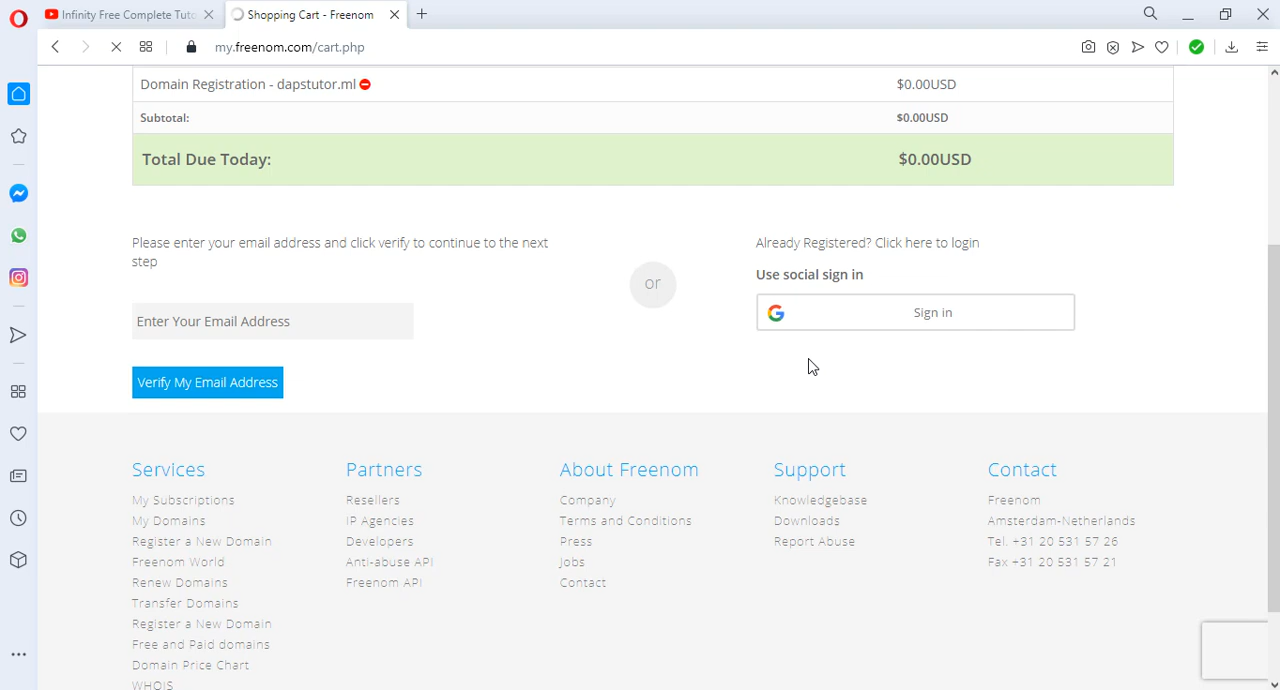 Infinity Free Complete Tuto
Shopping Cart - Freenom
my.freenom.com/cart.php
Domain Registration - dapstutor.ml
$0.00USD
Subtotal:
$0.00USD
Total Due Today:
$0.00USD
Please enter your email address and click verify to continue to the next
step
Enter Your Email Address
Verify My Email Address
or
Already Registered? Click here to login
Use social sign in
Sign in
Services
My Subscriptions
My Domains
Register a New Domain
Freenom World
Renew Domains
Transfer Domains
Register a New Domain
Free and Paid domains
Domain Price Chart
WHOIS
Partners
Resellers
IP Agencies
Developers
Anti-abuse API
Freenom API
About Freenom
Company
Terms and Conditions
Press
Jobs
Contact
Support
Knowledgebase
Downloads
Report Abuse
Contact
Freenom
Amsterdam-Netherlands
Tel. +31 20 531 57 26
Fax +31 20 531 57 21